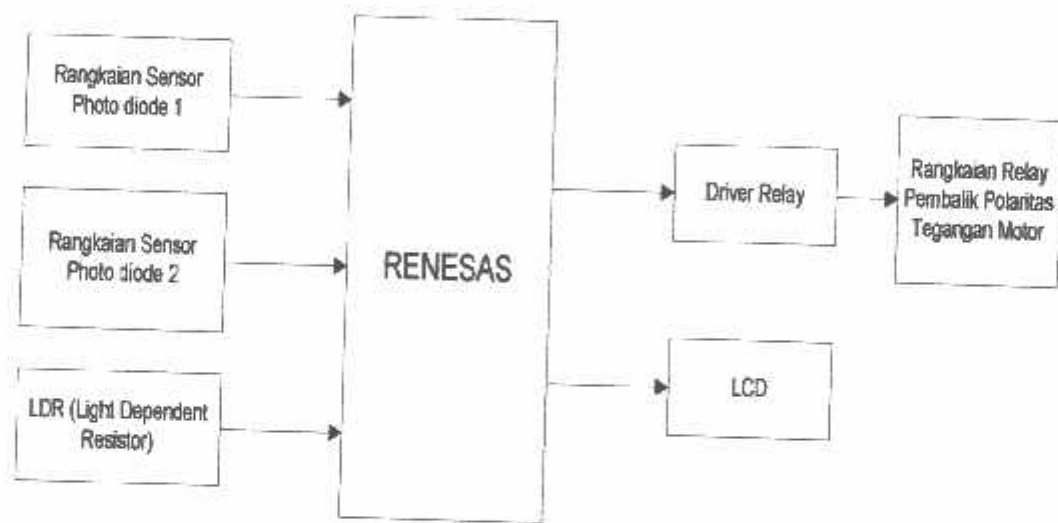 Rangkaian Sensor
Photo diode 1
Rangkaian Sensor
Photo diode 2
LDR (Light Dependent
Resistor)
RENESAS
Driver Relay
Rangkaian Relay
Pembalik Polaritas
Tegangan Motor
LCD